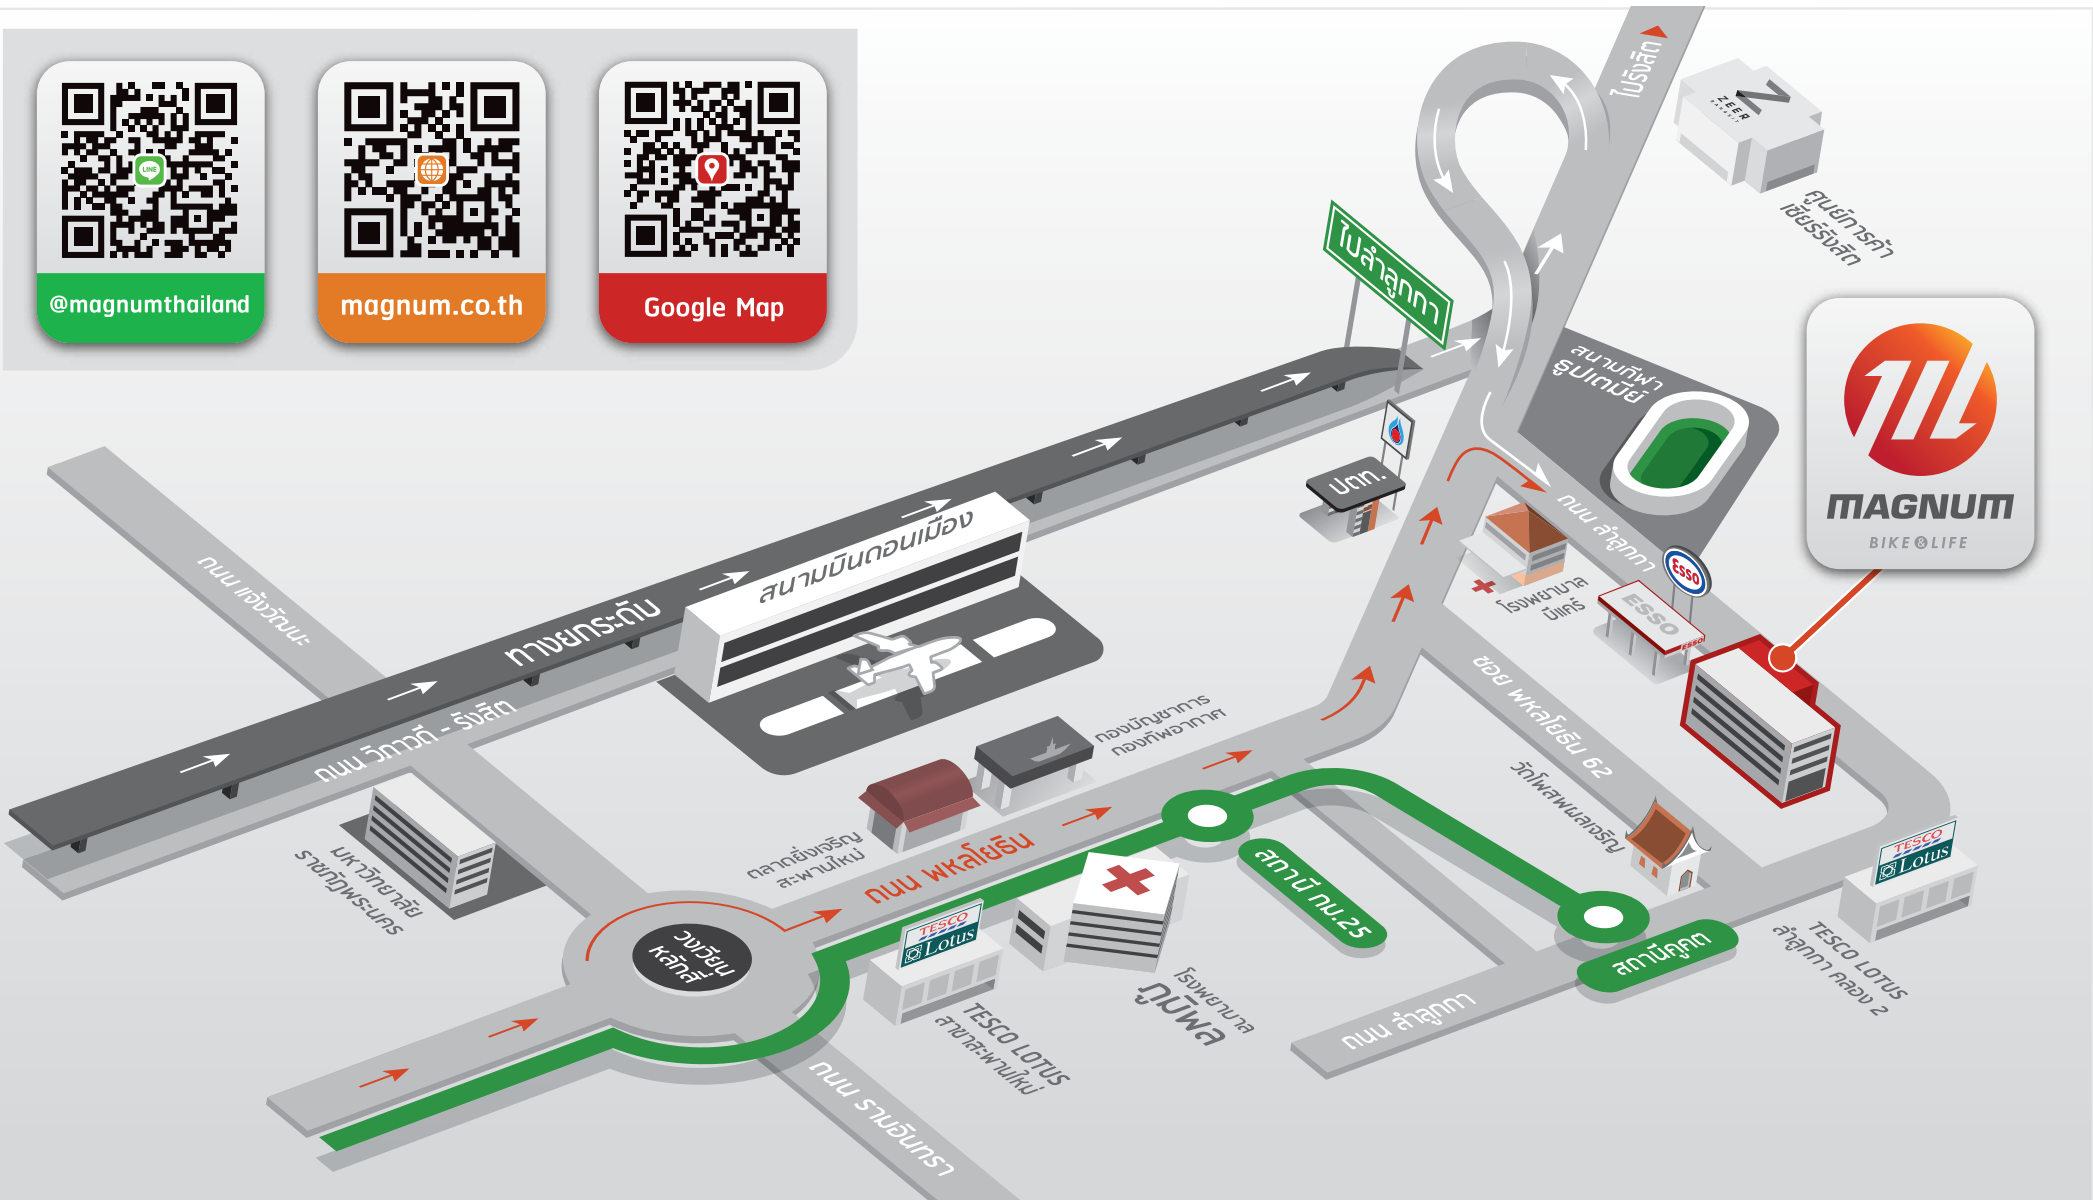 @magnumthailand
magnum.co.th
Google Map
LINE
ไปรังสิต
ZEER
RANGSIT
ศูนย์การค้า
เซียร์รังสิต
ไปลำลูกกา
สนามกีฬา
ธูปะเตมีย์
MAGNUM
BIKE & LIFE
ปตท.
ถนน ลำลูกกา
โรงพยาบาล
บีแคร์
ESSO
ESSO
ESSO
ถนน แจ้งวัฒนะ
ทางยกระดับ
สนามบินดอนเมือง
ถนน วิภาวดี - รังสิต
ซอย พหลโยธิน 62
กองบัญชาการ
กองทัพอากาศ
วัดโพสพผลเจริญ
มหาวิทยาลัย
ราชภัฏพระนคร
ตลาดยิ่งเจริญ
สะพานใหม่
ถนน พหลโยธิน
สถานี กม.25
สถานีคูคต
TESCO
Lotus
TESCO LOTUS
ลำลูกกา คลอง 2
วงเวียน
หลักสี่
TESCO
Lotus
TESCO LOTUS
สาขาสะพานใหม่
โรงพยาบาล
ภูมิพล
ถนน ลำลูกกา
ถนน รามอินทรา